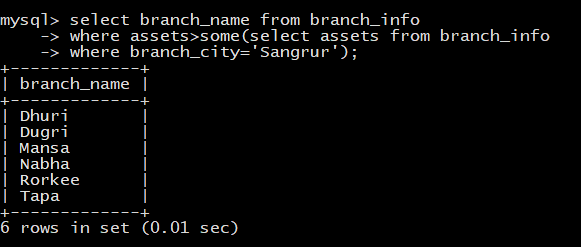 mysql> select branch_name from branch_info
    -> where assets>some(select assets from branch_info
    -> where branch_city='Sangrur');
+-------------+
| branch_name |
+-------------+
| Dhuri       |
| Dugri       |
| Mansa       |
| Nabha       |
| Rorkee      |
| Tapa        |
+-------------+
6 rows in set (0.01 sec)